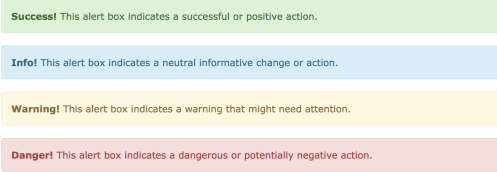 Success! This alert box indicates a successful or positive action.
Info! This alert box indicates a neutral informative change or action.
Warning! This alert box indicates a warning that might need attention.
Danger! This alert box indicates a dangerous or potentially negative action.